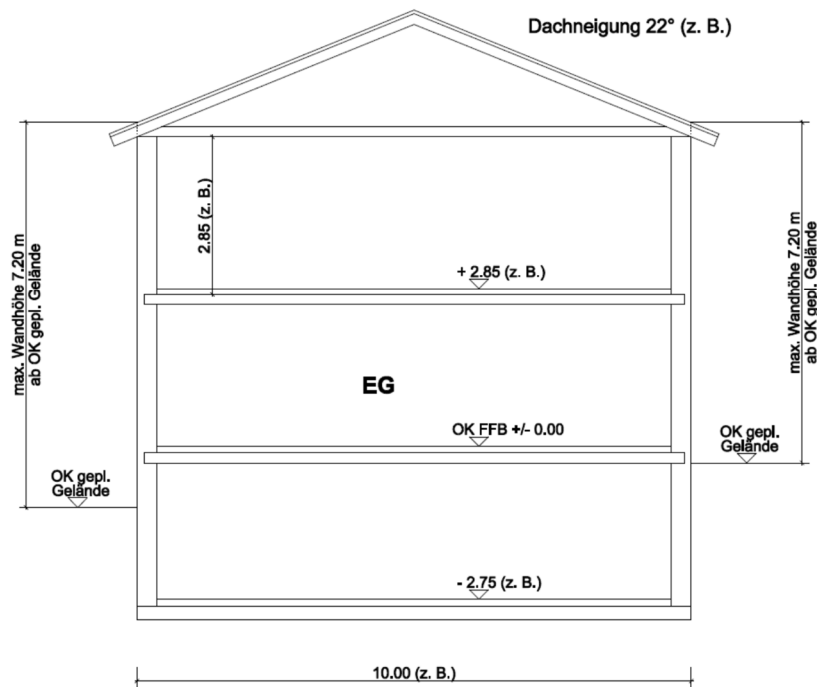 Dachneigung 22° (z. B.)
max. Wandhöhe 7.20 m
ab OK gepl. Gelände
2.85 (z. B.)
+ 2.85 (z. B.)
max. Wandhöhe 7.20 m
ab OK gepl. Gelände
EG
OK FFB +/- 0.00
OK gepl.
Gelände
OK gepl.
Gelände
- 2.75 (z. B.)
10.00 (z. B.)